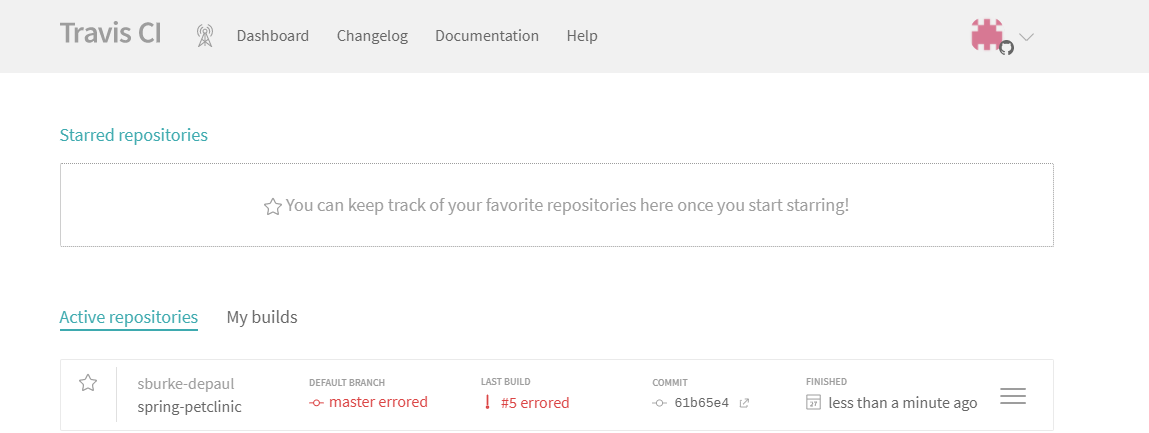 Travis CI Dashboard Changelog Documentation Help
Starred repositories
You can keep track of your favorite repositories here once you start starring!
Active repositories My builds
sburke-depaul DEFAULT BRANCH LAST BUILD COMMIT FINISHED
spring-petclinic master errored #5 errored 61b65e4 27 less than a minute ago